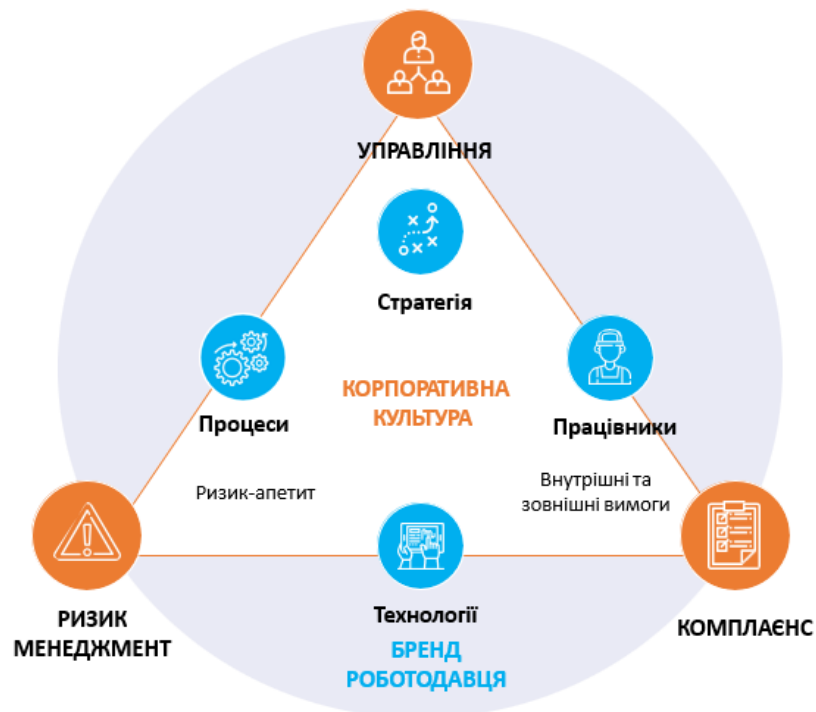 УПРАВЛІННЯ
Стратегія
КОРПОРАТИВНА
КУЛЬТУРА
Процеси
Працівники
Ризик-апетит
Внутрішні та
зовнішні вимоги
РИЗИК
МЕНЕДЖМЕНТ
Технології
БРЕНД
РОБОТОДАВЦЯ
КОМПЛАЄНС